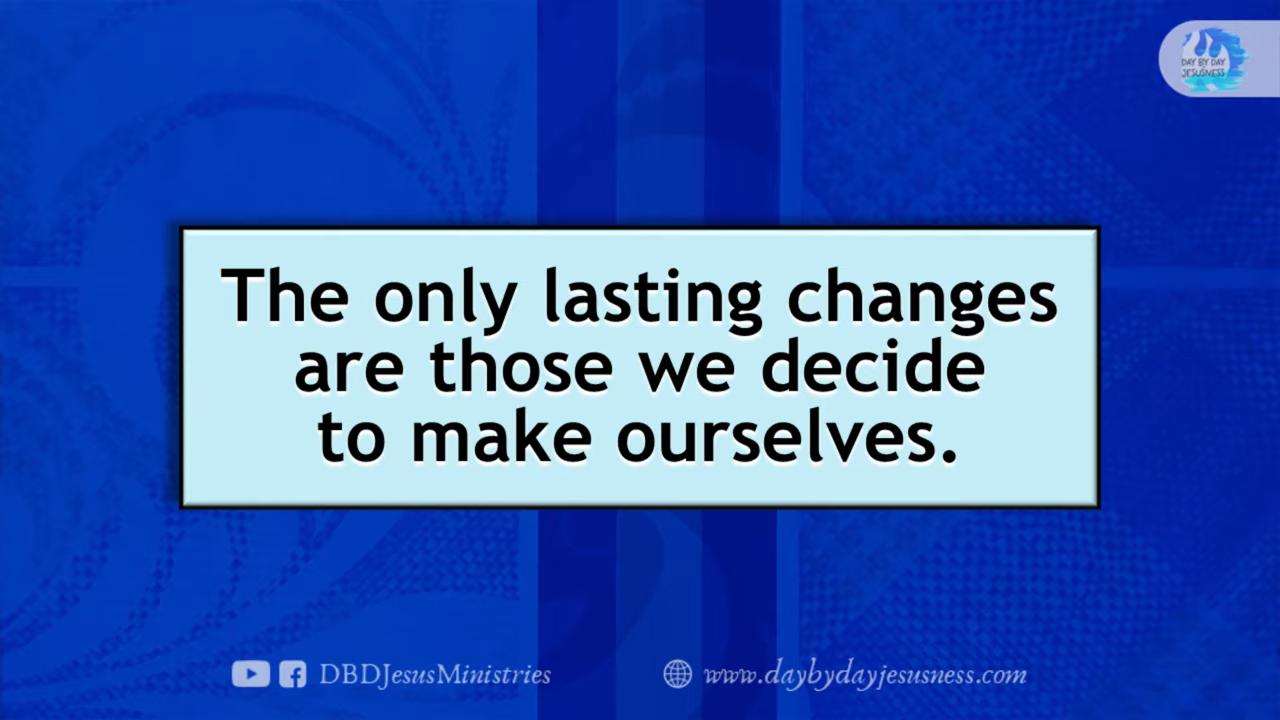 DAY BY DAY
JESUSNESS
The only lasting changes
are those we decide
to make ourselves.
DBDJesusMinistries
www.daybydayjesusness.com